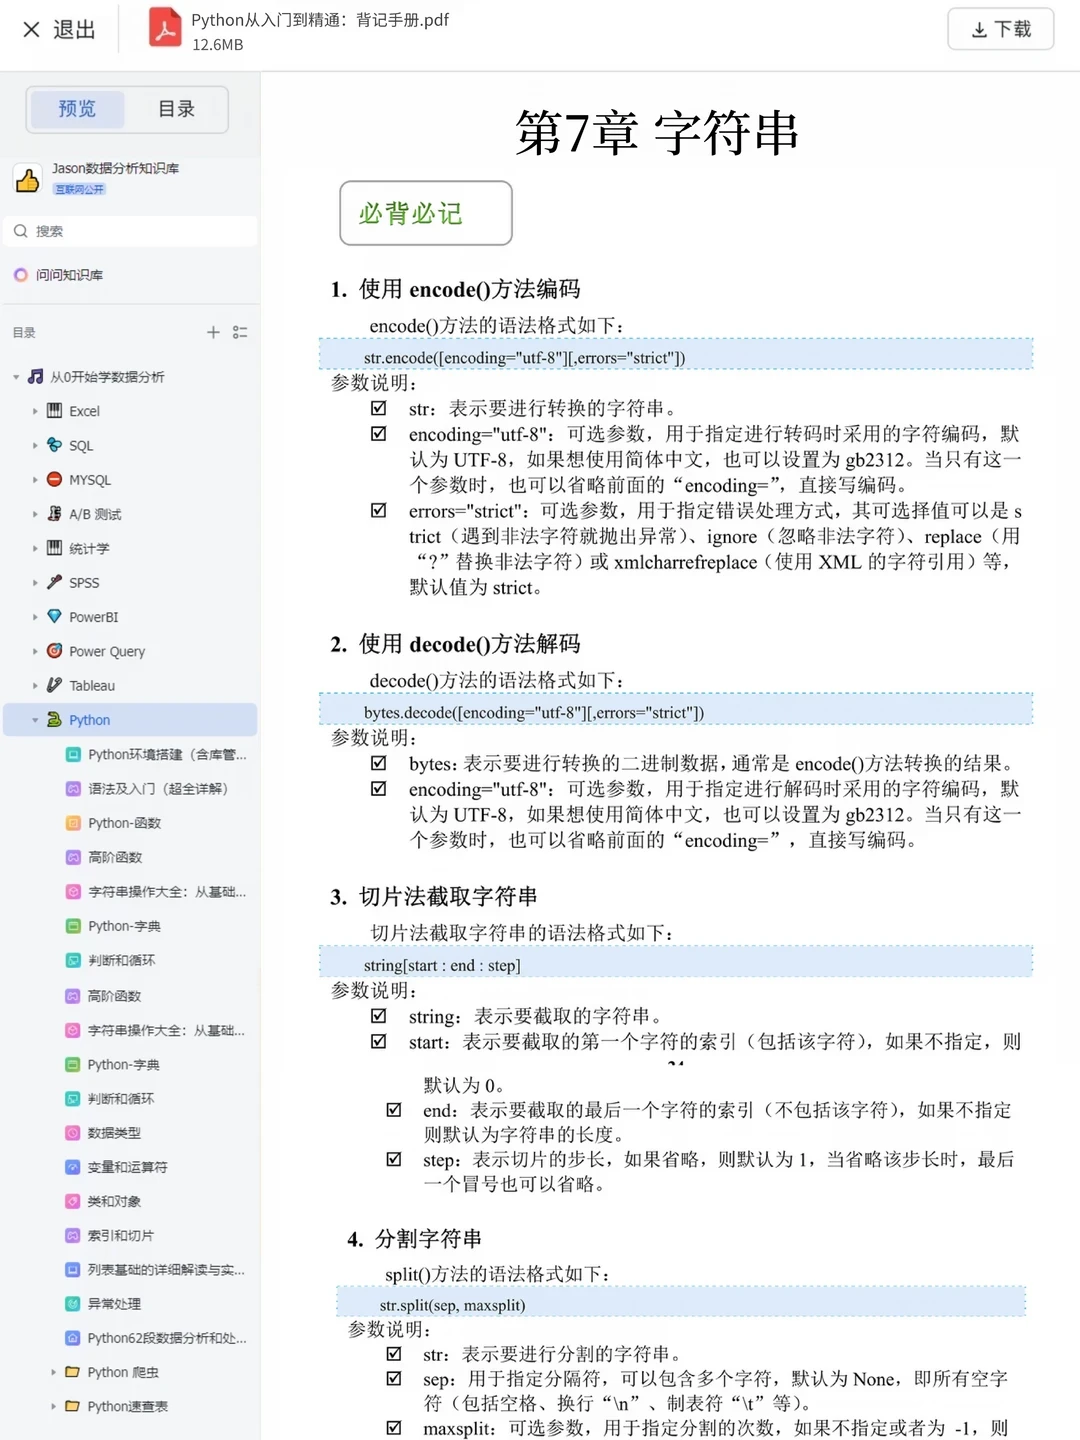 退出
Python从入门到精通：背记手册.pdf
12.6MB
下载
预览
目录
Jason数据分析知识库
互联网公开
搜索
问问知识库
目录
从0开始学数据分析
Excel
SQL
MYSQL
A/B 测试
统计学
SPSS
PowerBI
Power Query
Tableau
Python
Python环境搭建（含库管...
语法及入门（超全详解）
Python-函数
高阶函数
字符串操作大全：从基础...
Python-字典
判断和循环
高阶函数
字符串操作大全：从基础...
Python-字典
判断和循环
数据类型
变量和运算符
类和对象
索引和切片
列表基础的详细解读与实...
异常处理
Python62段数据分析和处...
Python 爬虫
Python速查表
第7章 字符串
必背必记
1. 使用 encode()方法编码
encode()方法的语法格式如下：
str.encode([encoding="utf-8"][,errors="strict"])
参数说明：
☑ str：表示要进行转换的字符串。
☑ encoding="utf-8"：可选参数，用于指定进行转码时采用的字符编码，默
认为 UTF-8，如果想使用简体中文，也可以设置为 gb2312。当只有这一
个参数时，也可以省略前面的“encoding=”，直接写编码。
☑ errors="strict"：可选参数，用于指定错误处理方式，其可选择值可以是 s
trict（遇到非法字符就抛出异常）、ignore（忽略非法字符）、replace（用
“?”替换非法字符）或 xmlcharrefreplace（使用 XML 的字符引用）等，
默认值为 strict。
2. 使用 decode()方法解码
decode()方法的语法格式如下：
bytes.decode([encoding="utf-8"][,errors="strict"])
参数说明：
☑ bytes：表示要进行转换的二进制数据，通常是 encode()方法转换的结果。
☑ encoding="utf-8"：可选参数，用于指定进行解码时采用的字符编码，默
认为 UTF-8，如果想使用简体中文，也可以设置为 gb2312。当只有这一
个参数时，也可以省略前面的“encoding=”，直接写编码。
3. 切片法截取字符串
切片法截取字符串的语法格式如下：
string[start : end : step]
参数说明：
☑ string：表示要截取的字符串。
☑ start：表示要截取的第一个字符的索引（包括该字符），如果不指定，则
默认为 0。
☑ end：表示要截取的最后一个字符的索引（不包括该字符），如果不指定
则默认为字符串的长度。
☑ step：表示切片的步长，如果省略，则默认为 1，当省略该步长时，最后
一个冒号也可以省略。
4. 分割字符串
split()方法的语法格式如下：
str.split(sep, maxsplit)
参数说明：
☑ str：表示要进行分割的字符串。
☑ sep：用于指定分隔符，可以包含多个字符，默认为 None，即所有空字
符（包括空格、换行“\n”、制表符“\t”等）。
☑ maxsplit：可选参数，用于指定分割的次数，如果不指定或者为 -1，则